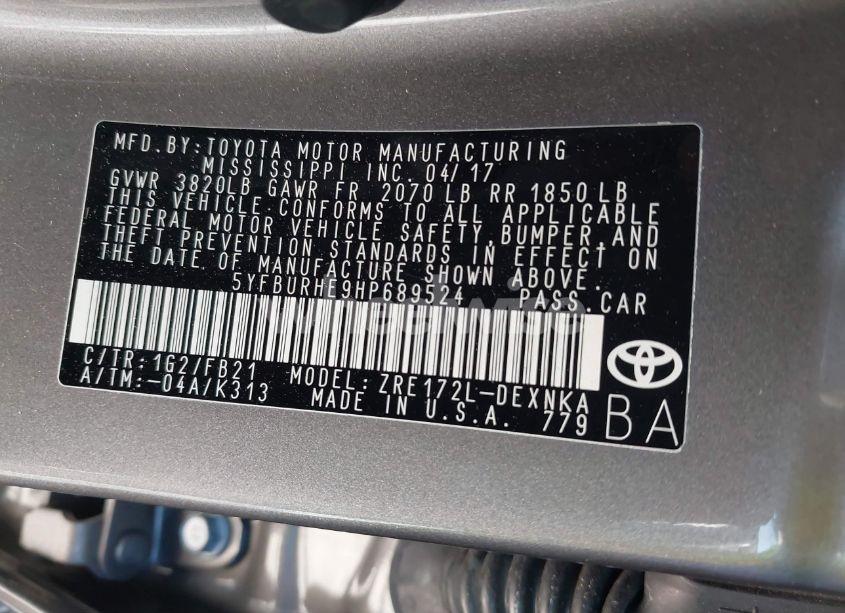 MFD.BY:TOYOTA MOTOR MANUFACTURING
MISSISSIPPI INC. 04/17
GVWR 3820LB GAWR FR 2070 LB RR 1850 LB
THIS VEHICLE CONFORMS TO ALL APPLICABLE
FEDERAL MOTOR VEHICLE SAFETY,BUMPER,AND
THEFT PREVENTION STANDARDS IN EFFECT ON
THE DATE OF MANUFACTURE SHOWN ABOVE.
5YFBURHE9HP689524 PASS.CAR
C/TR:1G2/FB21 MODEL:ZRE172L-DEXNKA
A/TM:-04A/K313 MADE IN U.S.A. 779
BA